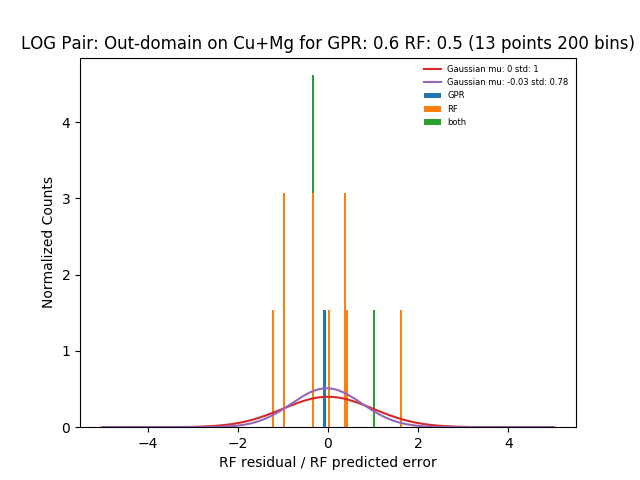 LOG Pair: Out-domain on Cu+Mg for GPR: 0.6 RF: 0.5 (13 points 200 bins)
Gaussian mu: 0 std: 1
Gaussian mu: -0.03 std: 0.78
GPR
RF
both
Normalized Counts
4
3
2
1
0
−4 −2 0 2 4
RF residual / RF predicted error